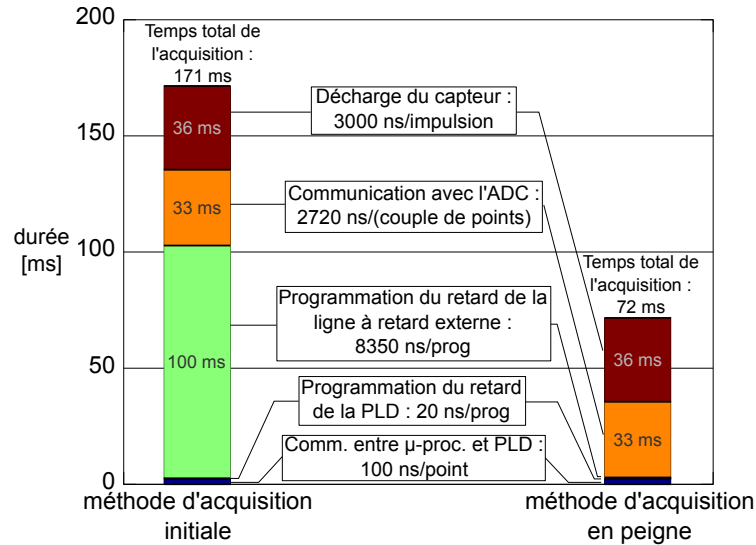 200
150
100
50
0
durée
[ms]
Temps total de
l'acquisition :
171 ms
36 ms
33 ms
100 ms
Décharge du capteur :
3000 ns/impulsion
Communication avec l'ADC :
2720 ns/(couple de points)
Programmation du retard de la
ligne à retard externe :
8350 ns/prog
Programmation du retard
de la PLD : 20 ns/prog
Comm. entre µ-proc. et PLD :
100 ns/point
Temps total de
l'acquisition :
72 ms
36 ms
33 ms
méthode d'acquisition
initiale
méthode d'acquisition
en peigne